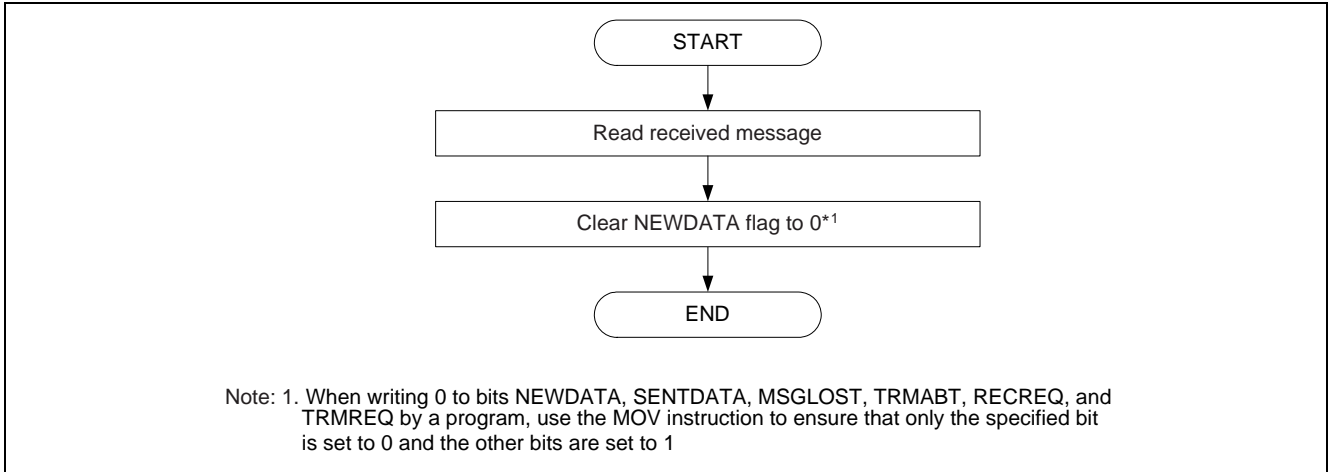 START
Read received message
Clear NEWDATA flag to 0*1
END
Note: 1. When writing 0 to bits NEWDATA, SENTDATA, MSGLOST, TRMABT, RECREQ, and
TRMREQ by a program, use the MOV instruction to ensure that only the specified bit
is set to 0 and the other bits are set to 1